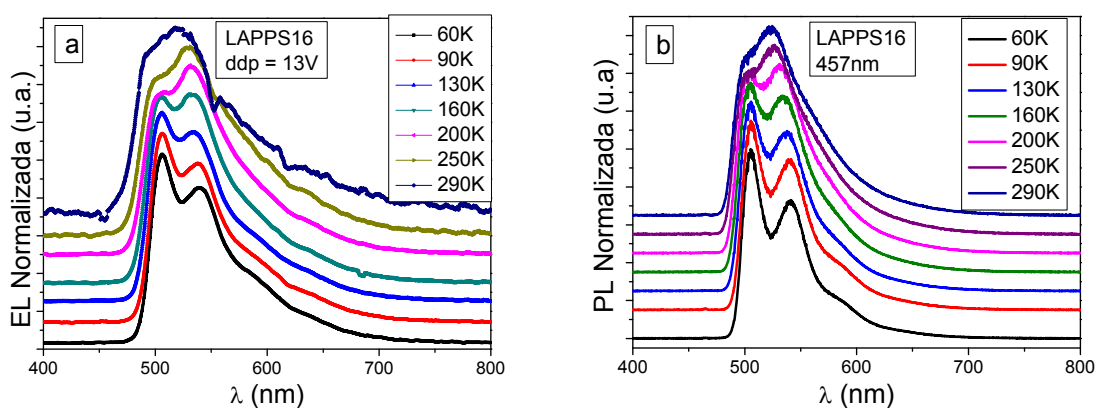 a
LAPPS16
ddp = 13V
60K
90K
130K
160K
200K
250K
290K
EL Normalizada (u.a.)
400 500 600 700 800
λ (nm)
b
LAPPS16
457nm
60K
90K
130K
160K
200K
250K
290K
PL Normalizada (u.a)
400 500 600 700 800
λ (nm)